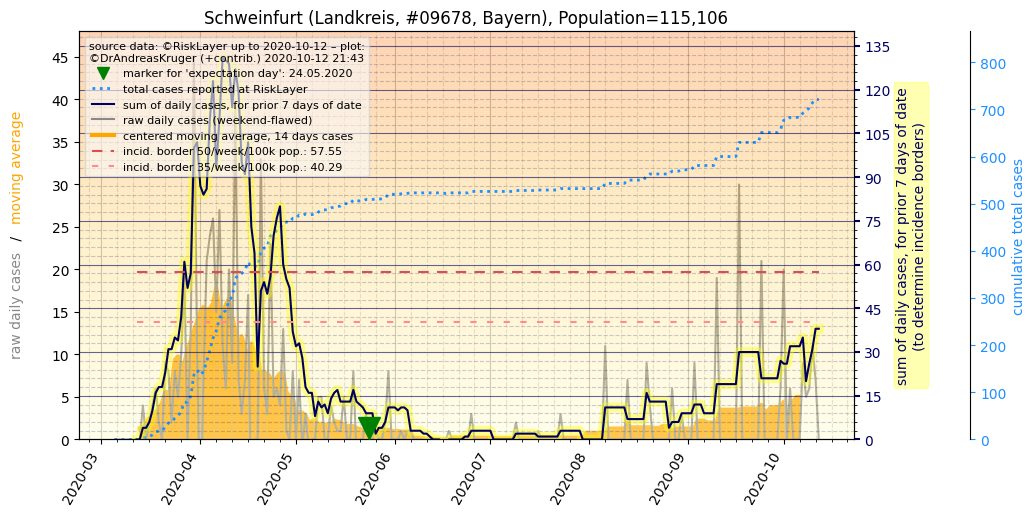 Schweinfurt (Landkreis, #09678, Bayern), Population=115,106
source data: ©RiskLayer up to 2020-10-12 – plot:
©DrAndreasKruger (+contrib.) 2020-10-12 21:43
marker for 'expectation day': 24.05.2020
total cases reported at RiskLayer
sum of daily cases, for prior 7 days of date
raw daily cases (weekend-flawed)
centered moving average, 14 days cases
incid. border 50/week/100k pop.: 57.55
incid. border 35/week/100k pop.: 40.29
raw daily cases / moving average
45
40
35
30
25
20
15
10
5
0
2020-03
2020-04
2020-05
2020-06
2020-07
2020-08
2020-09
2020-10
135
120
105
90
75
60
45
30
15
0
sum of daily cases, for prior 7 days of date
(to determine incidence borders)
800
700
600
500
400
300
200
100
0
cumulative total cases